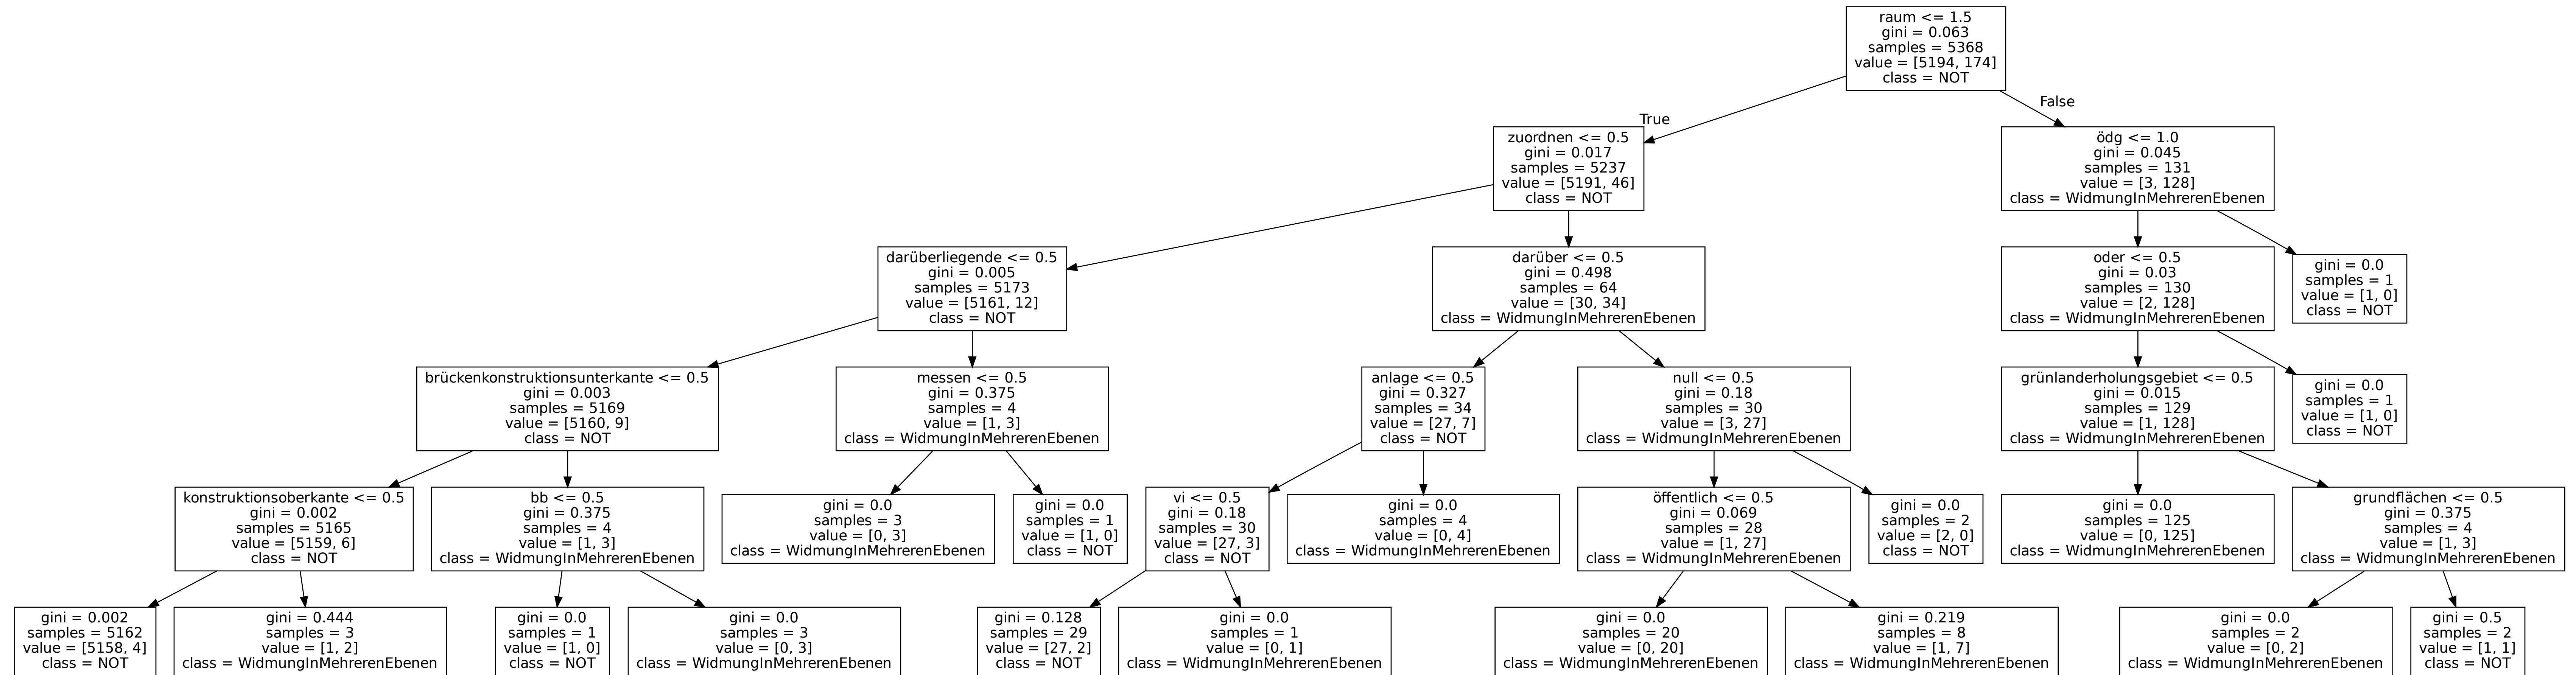 raum <= 1.5
gini = 0.063
samples = 5368
value = [5194, 174]
class = NOT
True
False
zuordnen <= 0.5
gini = 0.017
samples = 5237
value = [5191, 46]
class = NOT
ödg <= 1.0
gini = 0.045
samples = 131
value = [3, 128]
class = WidmungInMehrerenEbenen
darüberliegende <= 0.5
gini = 0.005
samples = 5173
value = [5161, 12]
class = NOT
darüber <= 0.5
gini = 0.498
samples = 64
value = [30, 34]
class = WidmungInMehrerenEbenen
oder <= 0.5
gini = 0.03
samples = 130
value = [2, 128]
class = WidmungInMehrerenEbenen
gini = 0.0
samples = 1
value = [1, 0]
class = NOT
brückenkonstruktionsunterkante <= 0.5
gini = 0.003
samples = 5169
value = [5160, 9]
class = NOT
messen <= 0.5
gini = 0.375
samples = 4
value = [1, 3]
class = WidmungInMehrerenEbenen
anlage <= 0.5
gini = 0.327
samples = 34
value = [27, 7]
class = NOT
null <= 0.5
gini = 0.18
samples = 30
value = [3, 27]
class = WidmungInMehrerenEbenen
grünlanderholungsgebiet <= 0.5
gini = 0.015
samples = 129
value = [1, 128]
class = WidmungInMehrerenEbenen
gini = 0.0
samples = 1
value = [1, 0]
class = NOT
konstruktionsoberkante <= 0.5
gini = 0.002
samples = 5165
value = [5159, 6]
class = NOT
bb <= 0.5
gini = 0.375
samples = 4
value = [1, 3]
class = WidmungInMehrerenEbenen
gini = 0.0
samples = 3
value = [0, 3]
class = WidmungInMehrerenEbenen
gini = 0.0
samples = 1
value = [1, 0]
class = NOT
vi <= 0.5
gini = 0.18
samples = 30
value = [27, 3]
class = NOT
gini = 0.0
samples = 4
value = [0, 4]
class = WidmungInMehrerenEbenen
öffentlich <= 0.5
gini = 0.069
samples = 28
value = [1, 27]
class = WidmungInMehrerenEbenen
gini = 0.0
samples = 2
value = [2, 0]
class = NOT
gini = 0.0
samples = 125
value = [0, 125]
class = WidmungInMehrerenEbenen
grundflächen <= 0.5
gini = 0.375
samples = 4
value = [1, 3]
class = WidmungInMehrerenEbenen
gini = 0.002
samples = 5162
value = [5158, 4]
class = NOT
gini = 0.444
samples = 3
value = [1, 2]
class = WidmungInMehrerenEbenen
gini = 0.0
samples = 1
value = [1, 0]
class = NOT
gini = 0.0
samples = 3
value = [0, 3]
class = WidmungInMehrerenEbenen
gini = 0.128
samples = 29
value = [27, 2]
class = NOT
gini = 0.0
samples = 1
value = [0, 1]
class = WidmungInMehrerenEbenen
gini = 0.0
samples = 20
value = [0, 20]
class = WidmungInMehrerenEbenen
gini = 0.219
samples = 8
value = [1, 7]
class = WidmungInMehrerenEbenen
gini = 0.0
samples = 2
value = [0, 2]
class = WidmungInMehrerenEbenen
gini = 0.5
samples = 2
value = [1, 1]
class = NOT